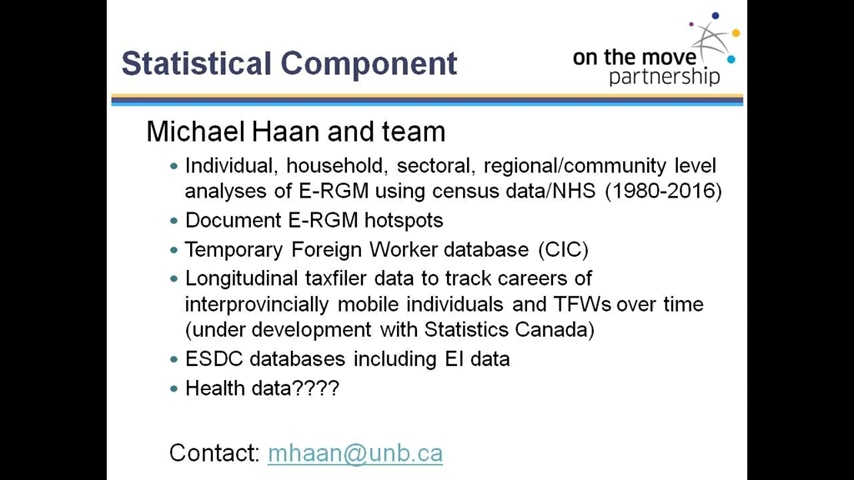 Statistical Component
on the move
partnership
Michael Haan and team
• Individual, household, sectoral, regional/community level
analyses of E-RGM using census data/NHS (1980-2016)
• Document E-RGM hotspots
• Temporary Foreign Worker database (CIC)
• Longitudinal taxfiler data to track careers of
interprovincially mobile individuals and TFWs over time
(under development with Statistics Canada)
• ESDC databases including EI data
• Health data????
Contact: mhaan@unb.ca